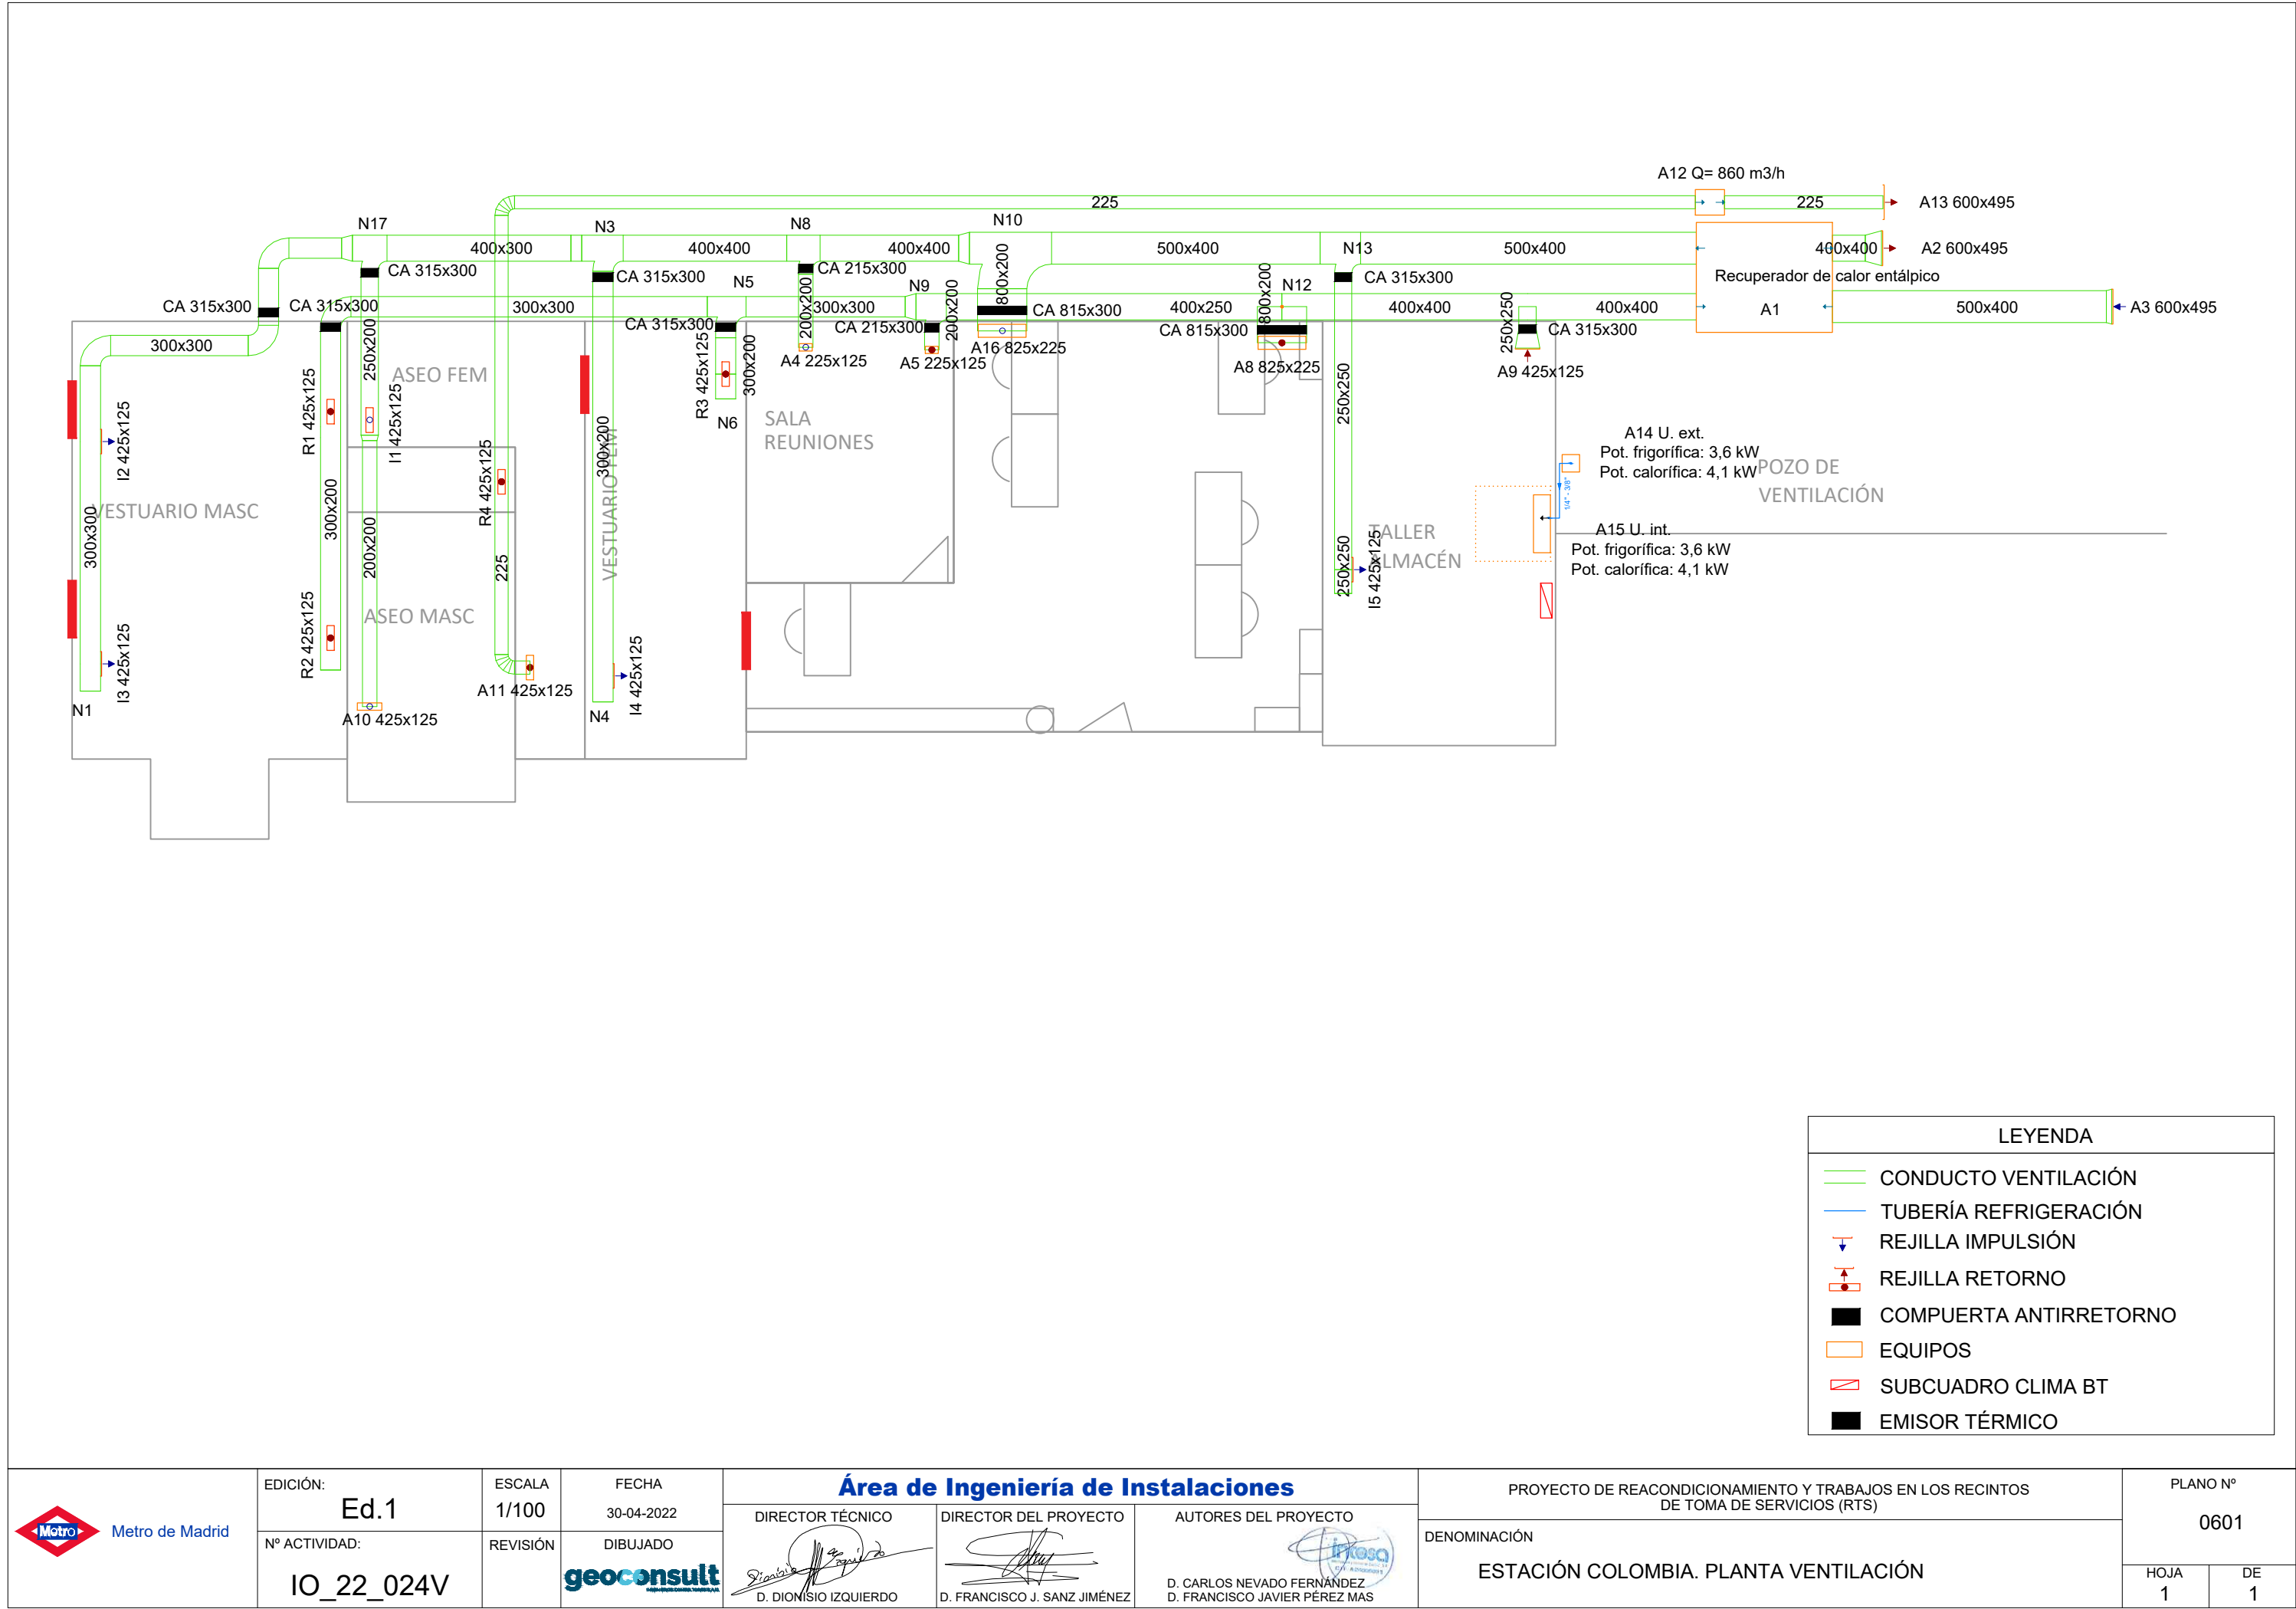 A12 Q= 860 m3/h
225
225
A13 600x495
N17
N3
N8
N10
400x300
400x400
400x400
500x400
N13
500x400
400x400
A2 600x495
CA 315x300
CA 315x300
CA 215x300
800x200
CA 315x300
Recuperador de calor entálpico
N5
N9
N12
CA 315x300
CA 315x300
300x300
300x300
200x200
200x200
CA 815x300
400x250
800x200
400x400
400x400
A1
500x400
A3 600x495
CA 315x300
CA 215x300
CA 815x300
250x250
CA 315x300
300x300
250x200
A4 225x125
A5 225x125
A16 825x225
A8 825x225
A9 425x125
ASEO FEM
R3 425x125
300x200
N6
SALA
REUNIONES
250x250
I2 425x125
R1 425x125
I1 425x125
R4 425x125
300x200
A14 U. ext.
Pot. frigorífica: 3,6 kW
Pot. calorífica: 4,1 kW
POZO DE
VENTILACIÓN
1/4" - 3/8"
VESTUARIO MASC
300x300
300x200
200x200
225
VESTUARIO FEM
TALLER
ALMACÉN
250x250
I5 425x125
A15 U. int.
Pot. frigorífica: 3,6 kW
Pot. calorífica: 4,1 kW
ASEO MASC
I3 425x125
R2 425x125
I4 425x125
N1
A10 425x125
A11 425x125
N4
LEYENDA
CONDUCTO VENTILACIÓN
TUBERÍA REFRIGERACIÓN
REJILLA IMPULSIÓN
REJILLA RETORNO
COMPUERTA ANTIRRETORNO
EQUIPOS
SUBCUADRO CLIMA BT
EMISOR TÉRMICO
Metro
Metro de Madrid
EDICIÓN:
Ed.1
Nº ACTIVIDAD:
IO_22_024V
ESCALA
1/100
REVISIÓN
FECHA
30-04-2022
DIBUJADO
geoconsult
Área de Ingeniería de Instalaciones
DIRECTOR TÉCNICO
D. DIONISIO IZQUIERDO
DIRECTOR DEL PROYECTO
D. FRANCISCO J. SANZ JIMÉNEZ
AUTORES DEL PROYECTO
intesa
D. CARLOS NEVADO FERNÁNDEZ
D. FRANCISCO JAVIER PÉREZ MAS
PROYECTO DE REACONDICIONAMIENTO Y TRABAJOS EN LOS RECINTOS
DE TOMA DE SERVICIOS (RTS)
DENOMINACIÓN
ESTACIÓN COLOMBIA. PLANTA VENTILACIÓN
PLANO Nº
0601
HOJA
1
DE
1